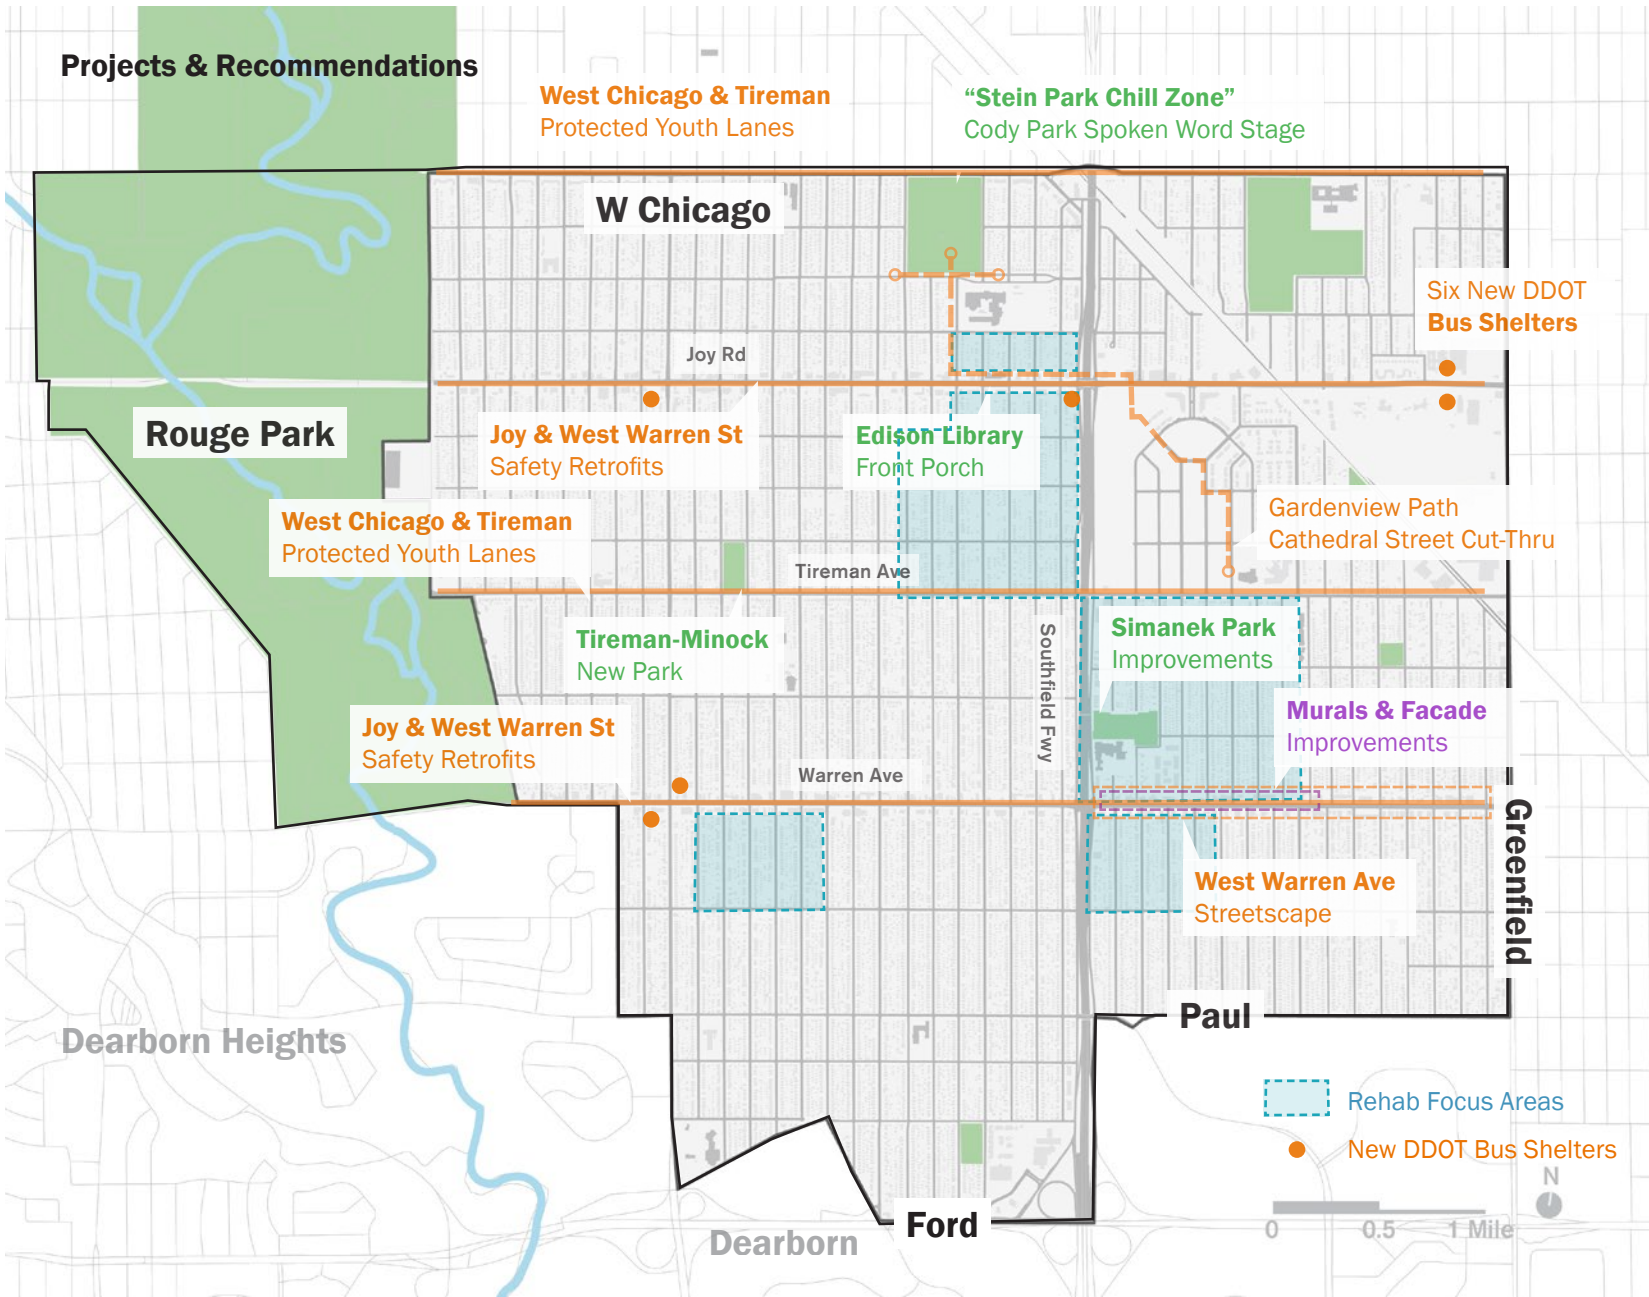 Projects & Recommendations
West Chicago & Tireman
Protected Youth Lanes
“Stein Park Chill Zone”
Cody Park Spoken Word Stage
W Chicago
Six New DDOT
Bus Shelters
Joy Rd
Rouge Park
Joy & West Warren St
Safety Retrofits
Edison Library
Front Porch
West Chicago & Tireman
Protected Youth Lanes
Gardenview Path
Cathedral Street Cut-Thru
Tireman Ave
Tireman-Minock
New Park
Southfield Fwy
Simanek Park
Improvements
Joy & West Warren St
Safety Retrofits
Murals & Facade
Improvements
Warren Ave
Greenfield
West Warren Ave
Streetscape
Dearborn Heights
Paul
Rehab Focus Areas
New DDOT Bus Shelters
N
Ford
Dearborn
0 0.5 1 Mile